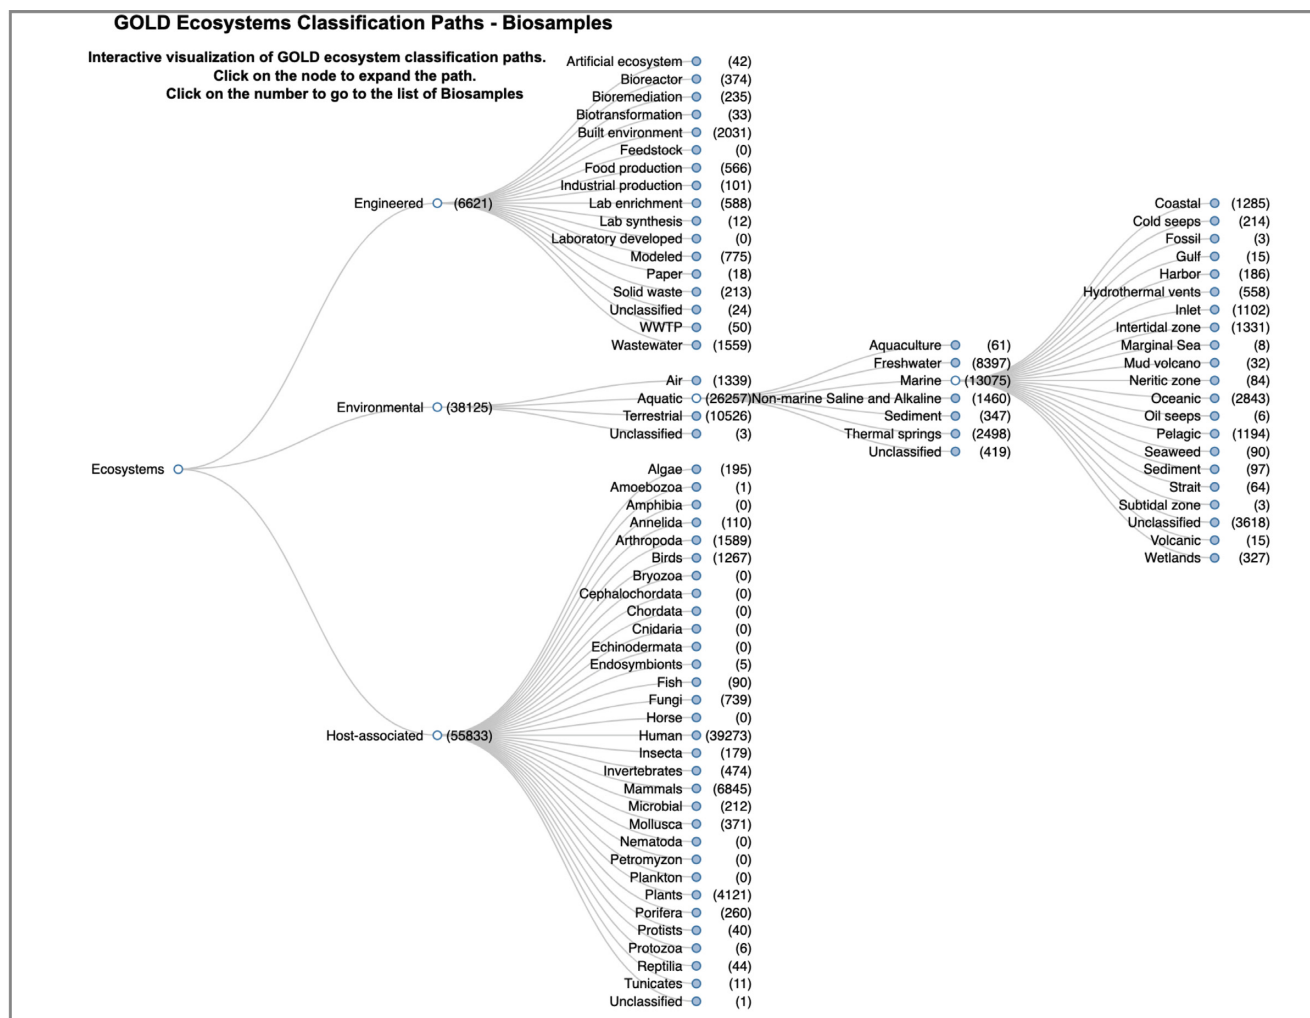 GOLD Ecosystems Classification Paths - Biosamples
Interactive visualization of GOLD ecosystem classification paths.
Click on the node to expand the path.
Click on the number to go to the list of Biosamples
Ecosystems
Engineered (6621)
Artificial ecosystem (42)
Bioreactor (374)
Bioremediation (235)
Biotransformation (33)
Built environment (2031)
Feedstock (0)
Food production (566)
Industrial production (101)
Lab enrichment (588)
Lab synthesis (12)
Laboratory developed (0)
Modeled (775)
Paper (18)
Solid waste (213)
Unclassified (24)
WWTP (50)
Wastewater (1559)
Environmental (38125)
Air (1339)
Aquatic (26257)
Terrestrial (10526)
Unclassified (3)
Aquaculture (61)
Freshwater (8397)
Marine (13075)
Non-marine Saline and Alkaline (1460)
Sediment (347)
Thermal springs (2498)
Unclassified (419)
Coastal (1285)
Cold seeps (214)
Fossil (3)
Gulf (15)
Harbor (186)
Hydrothermal vents (558)
Inlet (1102)
Intertidal zone (1331)
Marginal Sea (8)
Mud volcano (32)
Neritic zone (84)
Oceanic (2843)
Oil seeps (6)
Pelagic (1194)
Seaweed (90)
Sediment (97)
Strait (64)
Subtidal zone (3)
Unclassified (3618)
Volcanic (15)
Wetlands (327)
Host-associated (55833)
Algae (195)
Amoebozoa (1)
Amphibia (0)
Annelida (110)
Arthropoda (1589)
Birds (1267)
Bryozoa (0)
Cephalochordata (0)
Chordata (0)
Cnidaria (0)
Echinodermata (0)
Endosymbionts (5)
Fish (90)
Fungi (739)
Horse (0)
Human (39273)
Insecta (179)
Invertebrates (474)
Mammals (6845)
Microbial (212)
Mollusca (371)
Nematoda (0)
Petromyzon (0)
Plankton (0)
Plants (4121)
Porifera (260)
Protists (40)
Protozoa (6)
Reptilia (44)
Tunicates (11)
Unclassified (1)